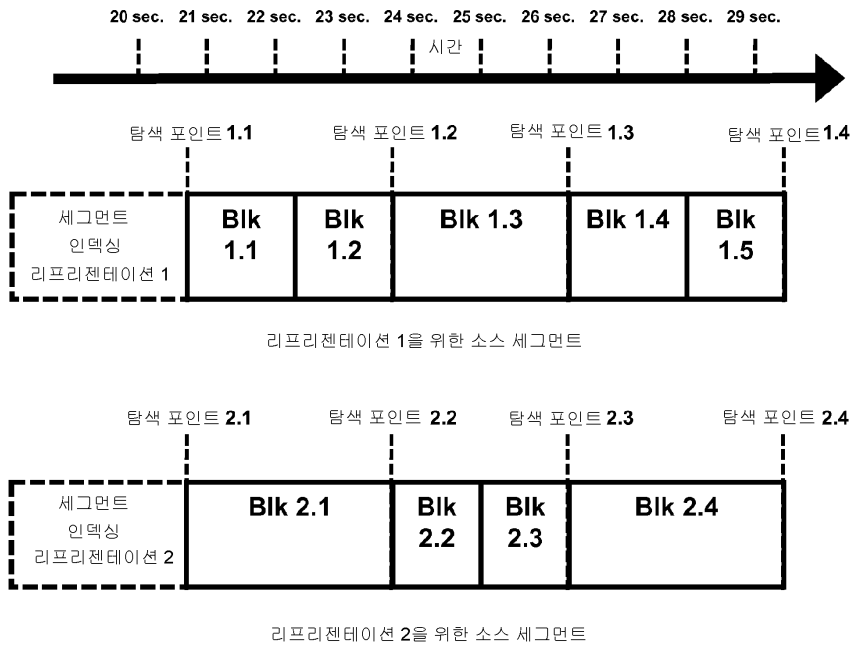 20 sec. 21 sec. 22 sec. 23 sec. 24 sec. 25 sec. 26 sec. 27 sec. 28 sec. 29 sec.
시간
탐색 포인트 1.1 탐색 포인트 1.2 탐색 포인트 1.3 탐색 포인트 1.4
세그먼트
인덱싱
리프리젠테이션 1
Blk
1.1
Blk
1.2
Blk 1.3
Blk 1.4
Blk
1.5
리프리젠테이션 1을 위한 소스 세그먼트
탐색 포인트 2.1 탐색 포인트 2.2 탐색 포인트 2.3 탐색 포인트 2.4
세그먼트
인덱싱
리프리젠테이션 2
Blk 2.1
Blk
2.2
Blk
2.3
Blk 2.4
리프리젠테이션 2을 위한 소스 세그먼트